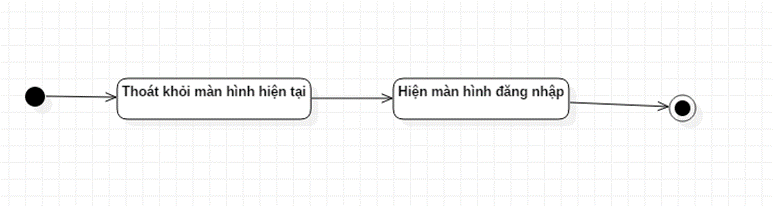 Thoát khỏi màn hình hiện tại
Hiện màn hình đăng nhập